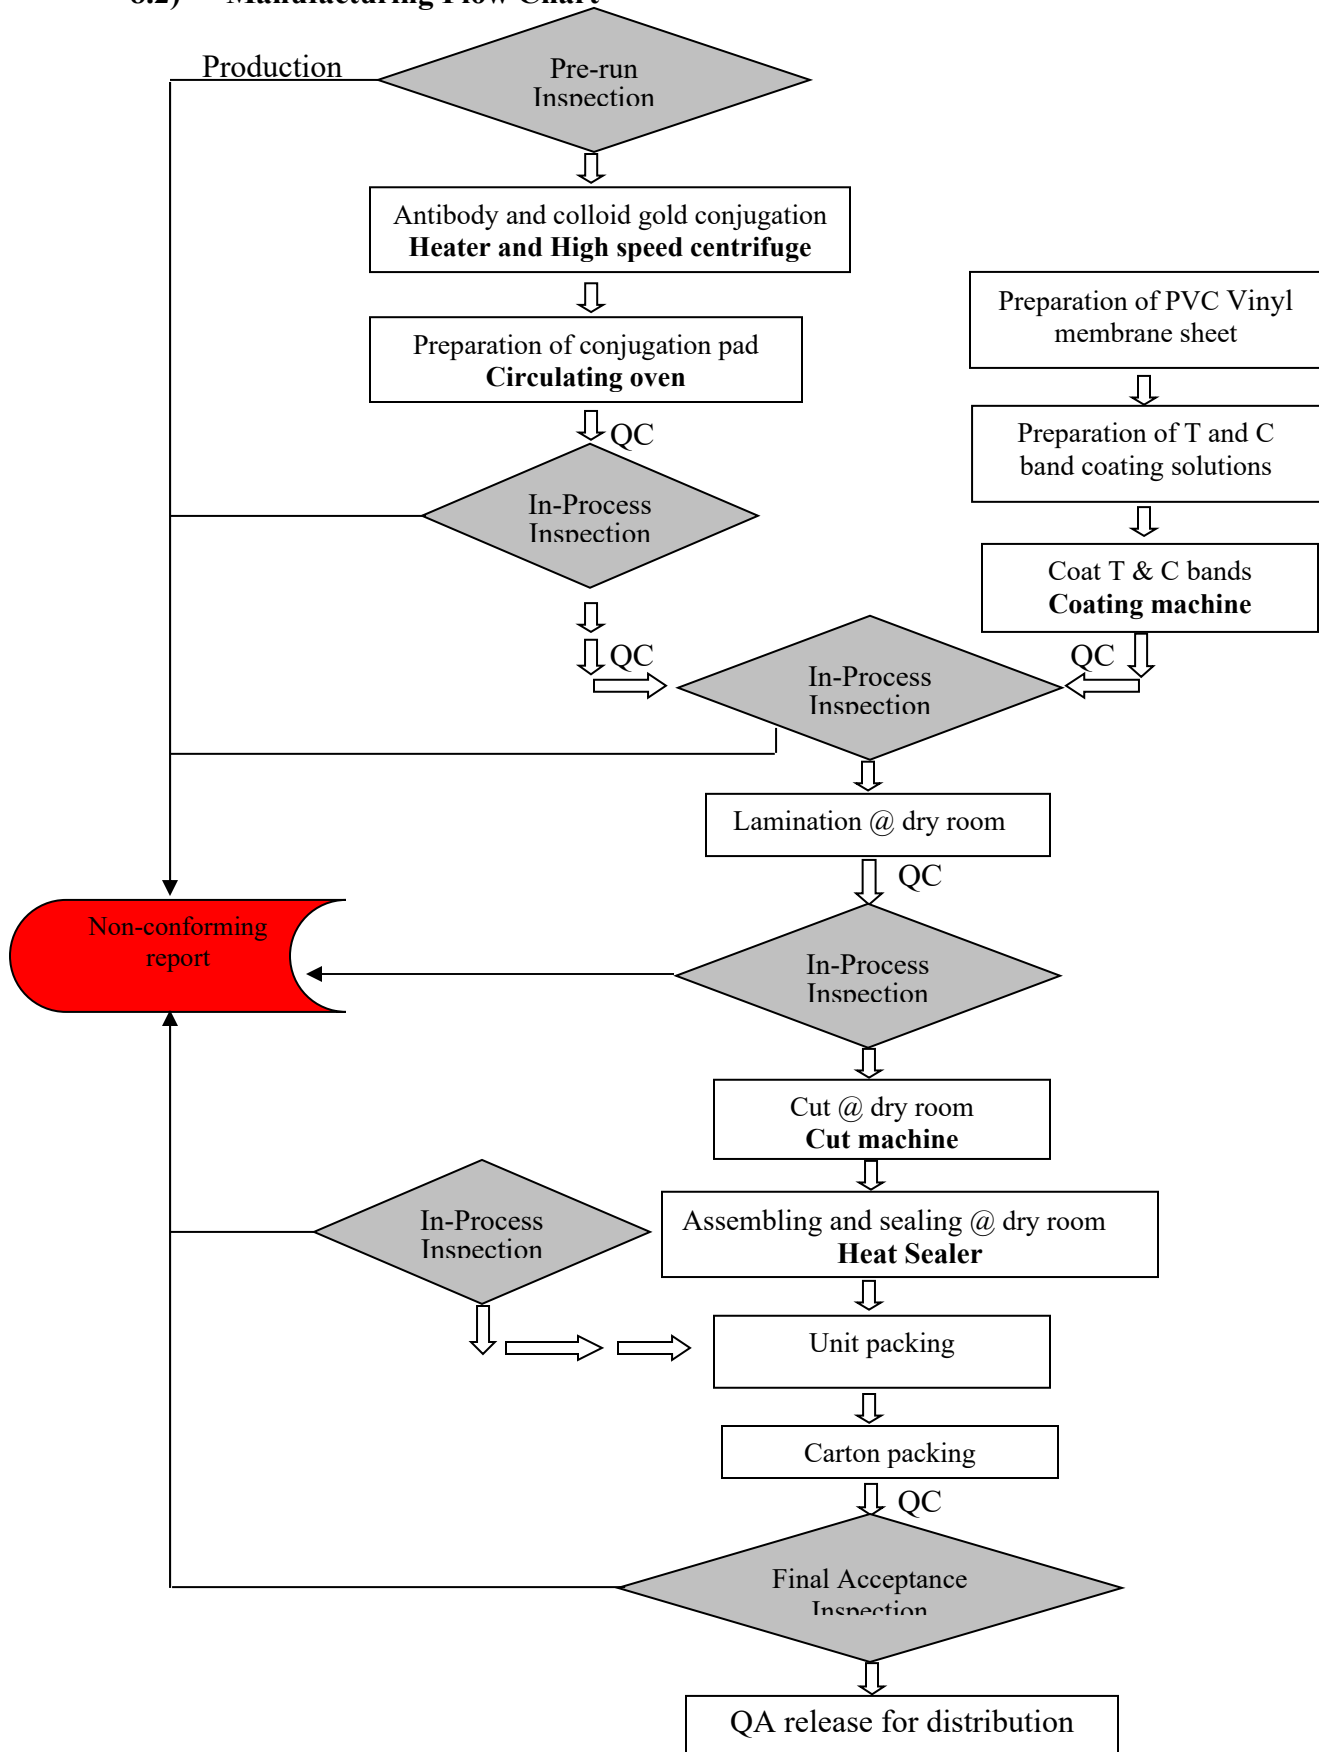 Manufacturing Flow Chart
Production
Pre-run
Inspection
Antibody and colloid gold conjugation
Heater and High speed centrifuge
Preparation of PVC Vinyl
membrane sheet
Preparation of conjugation pad
Circulating oven
Preparation of T and C
band coating solutions
QC
In-Process
Inspection
Coat T & C bands
Coating machine
QC
QC
In-Process
Inspection
Lamination @ dry room
QC
Non-conforming
report
In-Process
Inspection
Cut @ dry room
Cut machine
In-Process
Inspection
Assembling and sealing @ dry room
Heat Sealer
Unit packing
Carton packing
QC
Final Acceptance
Inspection
QA release for distribution